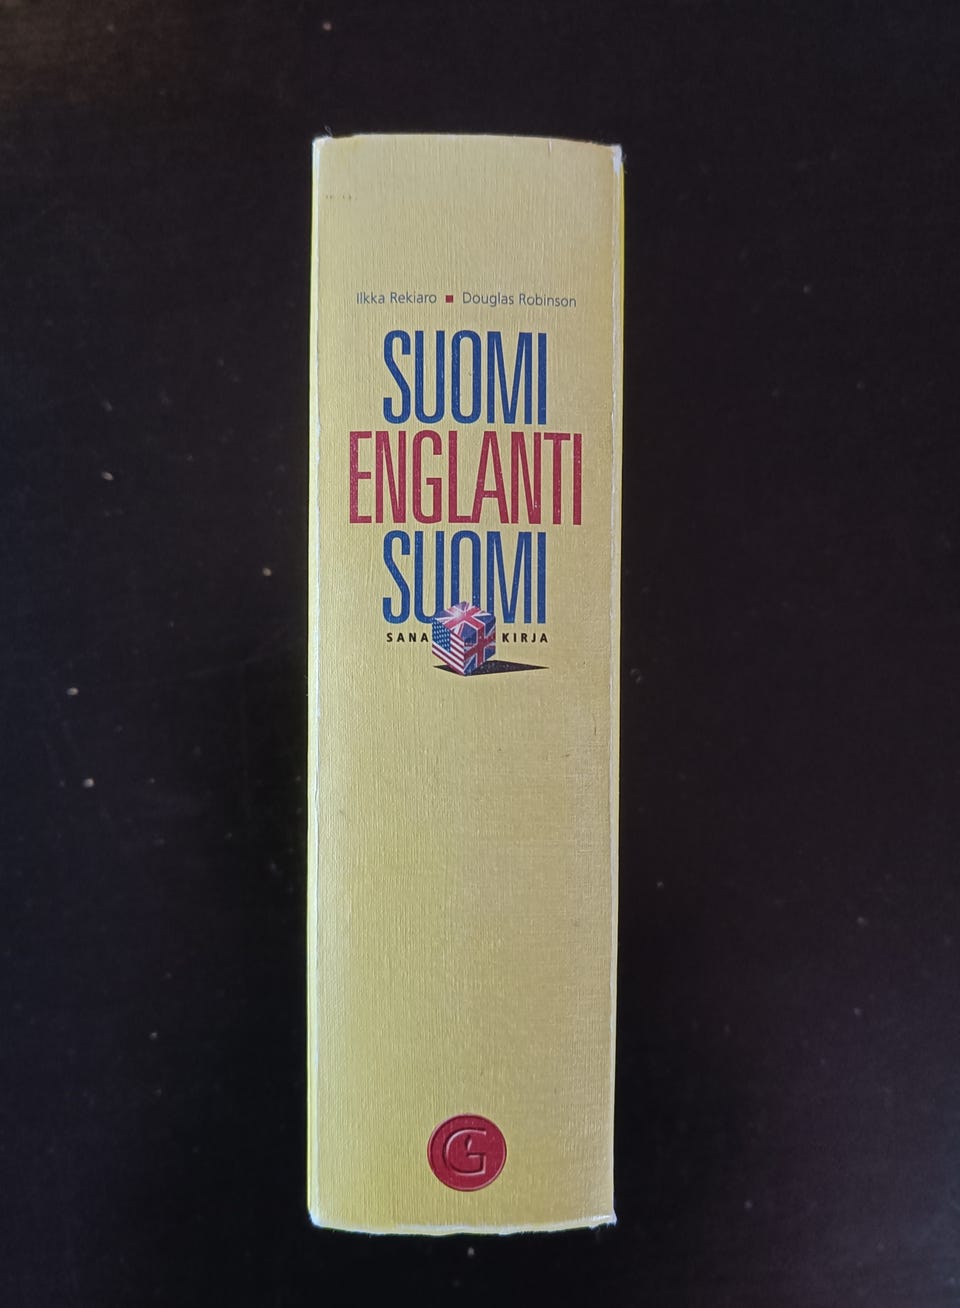 Ilkka Rekiaro ■ Douglas Robinson
SUOMI
ENGLANTI
SUOMI
SANA KIRJA
G